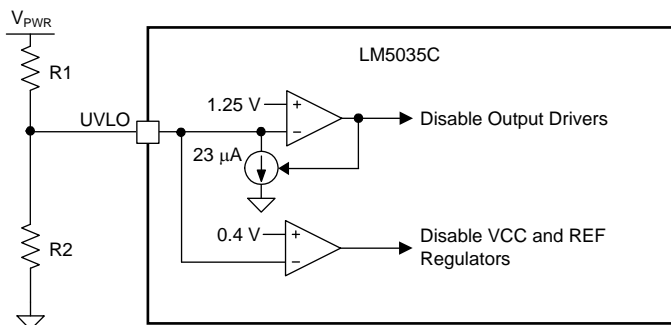 VPWR
LM5035C
R1
1.25 V
+
UVLO
−
Disable Output Drivers
23 μA
0.4 V
+
Disable VCC and REF
Regulators
−
R2